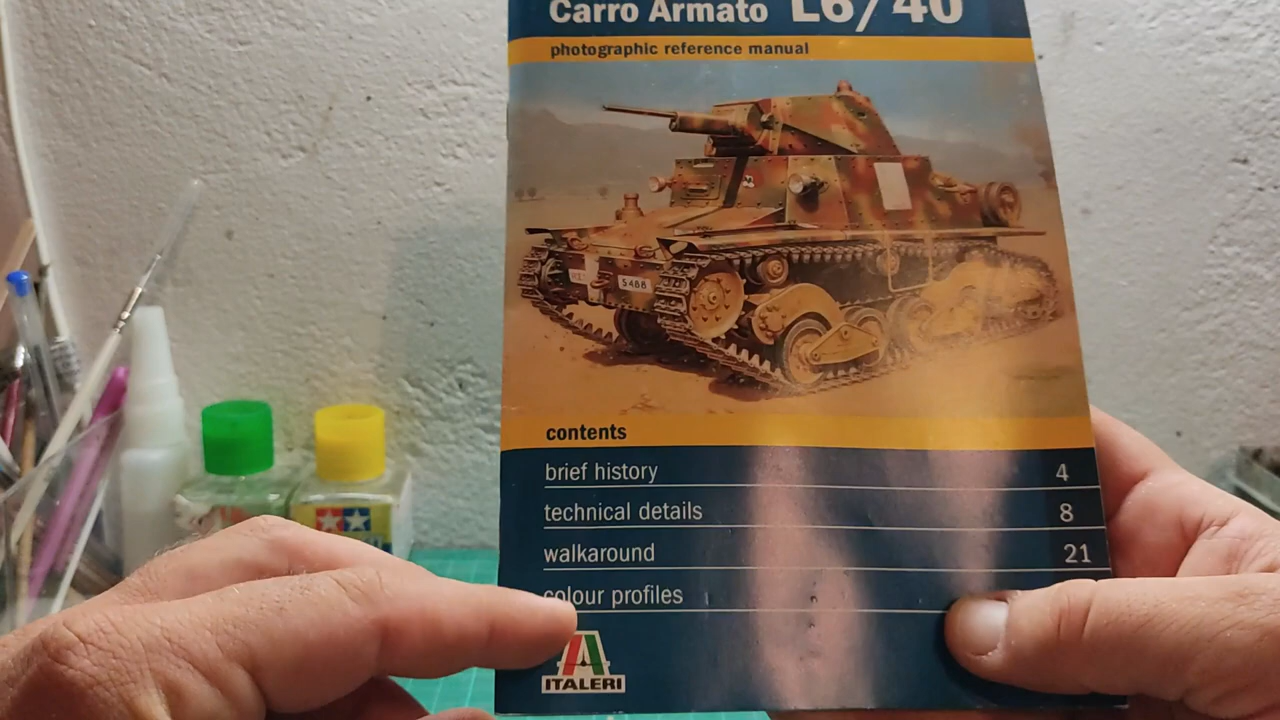 Carro Armato L6/40
photographic reference manual
5488
contents
brief history 4
technical details 8
walkaround 21
colour profiles
ITALERI